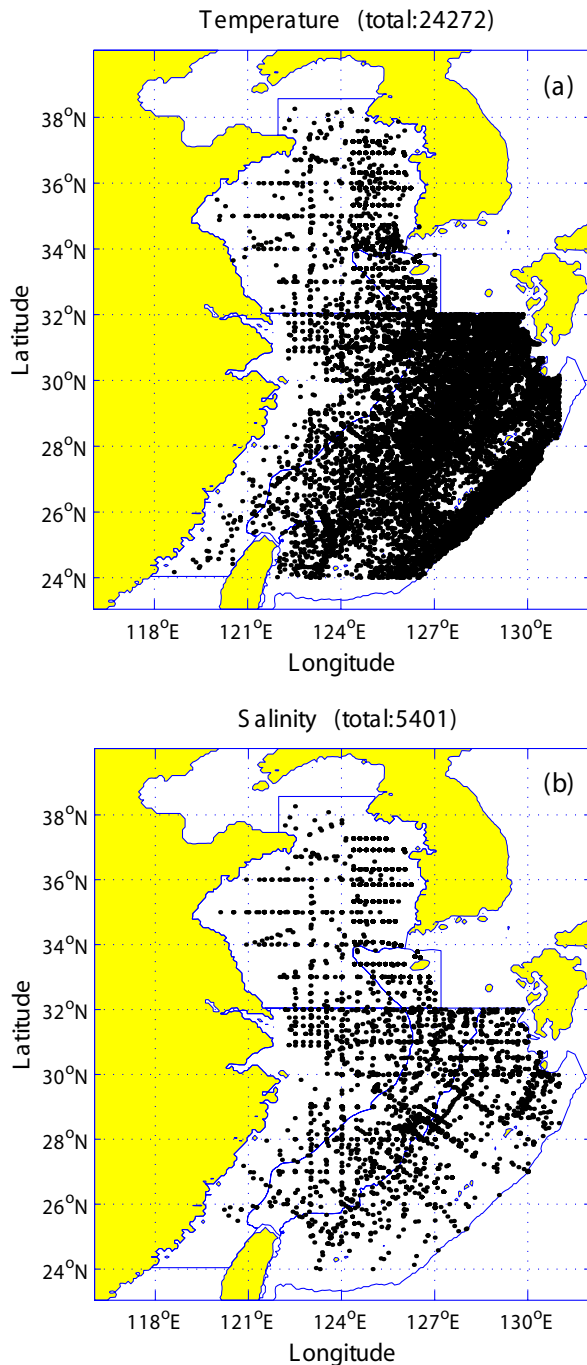 Temperature (total:24272)
(a)
38°N
36°N
34°N
32°N
30°N
28°N
26°N
24°N
Latitude
118°E 121°E 124°E 127°E 130°E
Longitude
Salinity (total:5401)
(b)
38°N
36°N
34°N
32°N
30°N
28°N
26°N
24°N
Latitude
118°E 121°E 124°E 127°E 130°E
Longitude